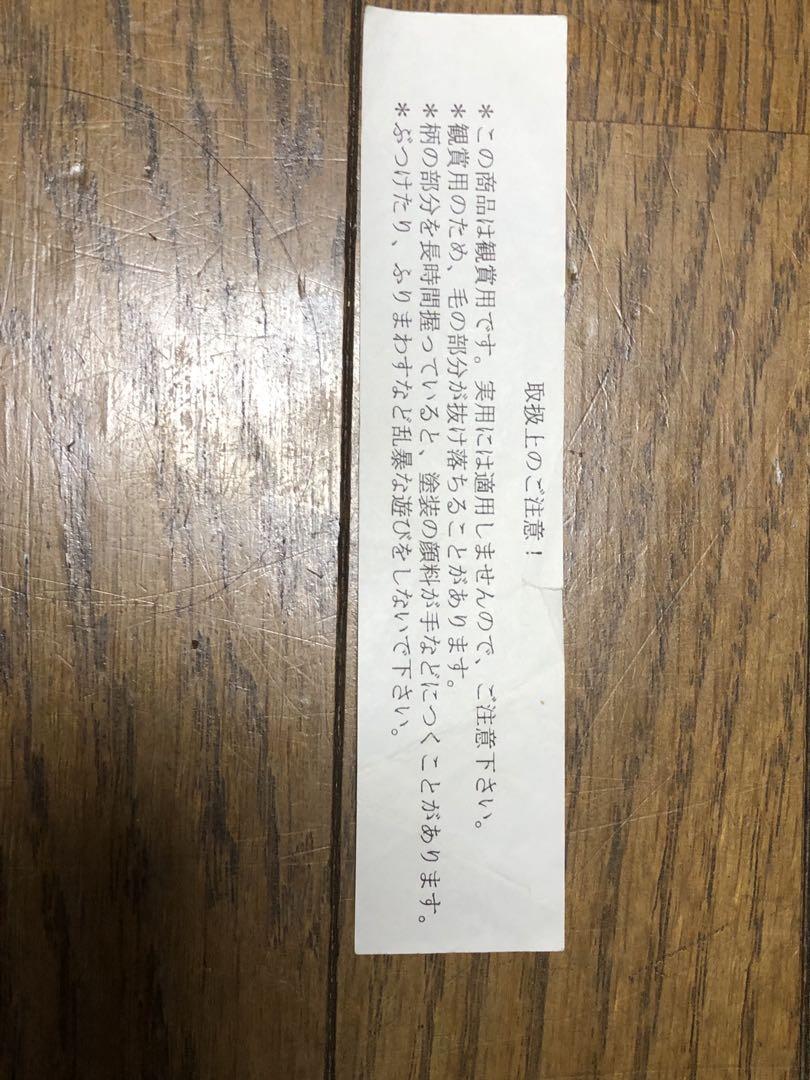 取扱上のご注意！
＊この商品は観賞用です。実用には適用しませんので、ご注意下さい。
＊観賞用のため、毛の部分が抜け落ちることがあります。
＊柄の部分を長時間握っていると、塗装の顔料が手などにつくことがあります。
＊ぶつけたり、ふりまわすなど乱暴な遊びをしないで下さい。